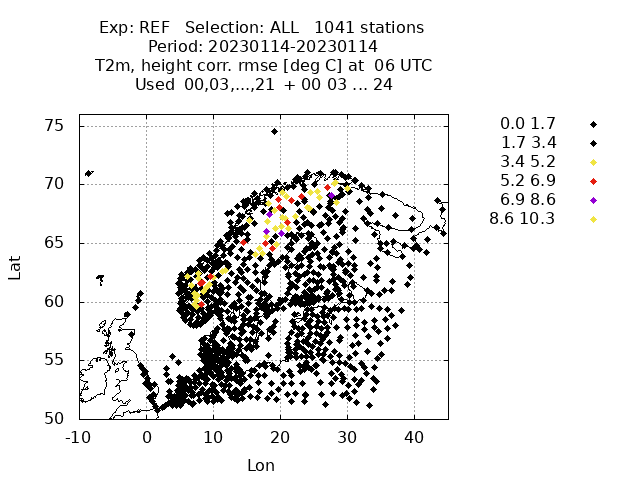 Exp: REF   Selection: ALL   1041 stations
Period: 20230114-20230114
T2m, height corr. rmse [deg C] at  06 UTC
Used  00,03,...,21  + 00 03 ... 24
75
70
65
60
55
50
Lat
-10 0 10 20 30 40
Lon
0.0 1.7
1.7 3.4
3.4 5.2
5.2 6.9
6.9 8.6
8.6 10.3